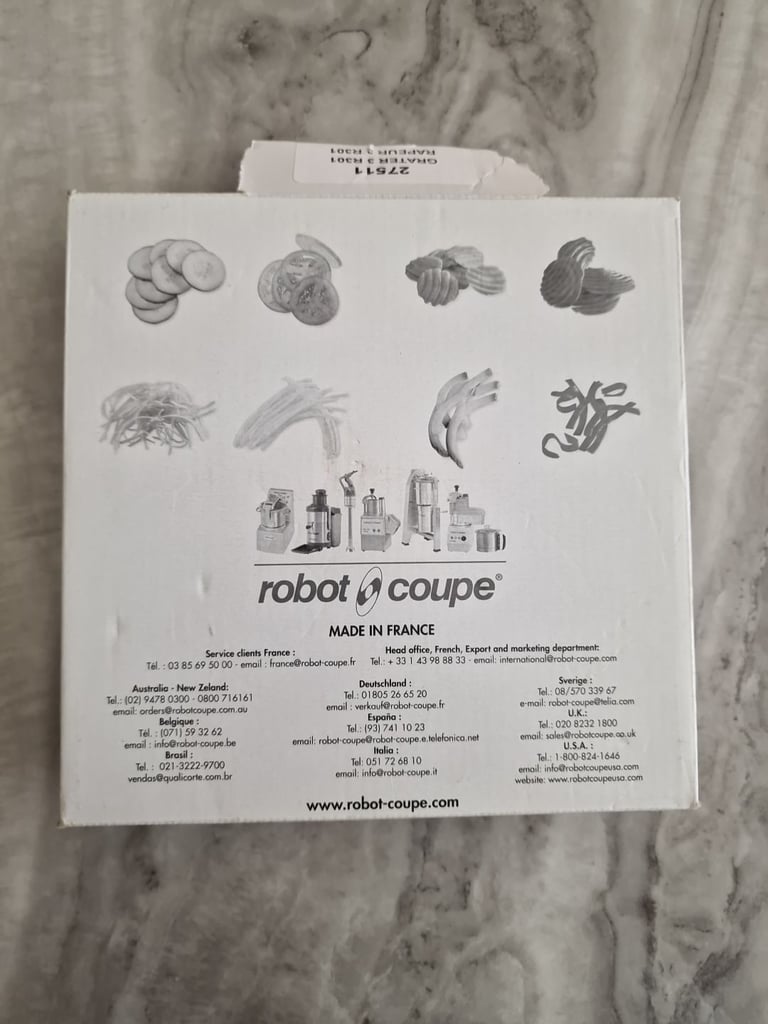 27511
GRATER 3 R301
RAPEUR 3 R301
robot coupe®
MADE IN FRANCE
Service clients France :
Tél. : 03 85 69 50 00 - email : france@robot-coupe.fr
Head office, French, Export and marketing department:
Tel.: + 33 1 43 98 88 33 - email: international@robot-coupe.com
Australia - New Zeland:
Tel.: (02) 9478 0300 - 0800 716161
email: orders@robotcoupe.com.au
Belgique :
Tél. : (071) 59 32 62
email : info@robot-coupe.be
Brasil :
Tel. : 021-3222-9700
vendas@qualicorte.com.br
Deutschland :
Tel.: 01805 26 65 20
email : verkauf@robot-coupe.fr
España :
Tel.: (93) 741 10 23
email: robot-coupe@robot-coupe.e.telefonica.net
Italia :
Tel: 051 72 68 10
email: info@robot-coupe.it
Sverige :
Tel.: 08/570 339 67
e-mail: robot-coupe@telia.com
U.K.:
Tel.: 020 8232 1800
email: sales@robotcoupe.co.uk
U.S.A. :
Tel.: 1-800-824-1646
email: info@robotcoupeusa.com
website: www.robotcoupeusa.com
www.robot-coupe.com